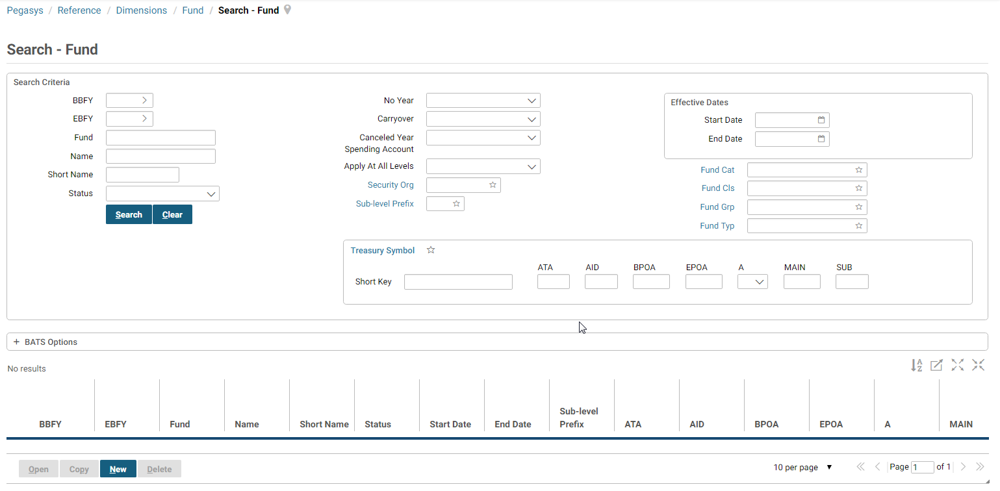 Pegasys / Reference / Dimensions / Fund / Search - Fund
Search - Fund
Search Criteria
BBFY
EBFY
Fund
Name
Short Name
Status
Search Clear
No Year
Carryover
Canceled Year
Spending Account
Apply At All Levels
Security Org
Sub-level Prefix
Effective Dates
Start Date
End Date
Fund Cat
Fund Cls
Fund Grp
Fund Typ
Treasury Symbol
ATA AID BPOA EPOA A MAIN SUB
Short Key
+ BATS Options
No results
BBFY EBFY Fund Name Short Name Status Start Date End Date Sub-level Prefix ATA AID BPOA EPOA A MAIN
Open Copy New Delete 10 per page Page 1 of 1